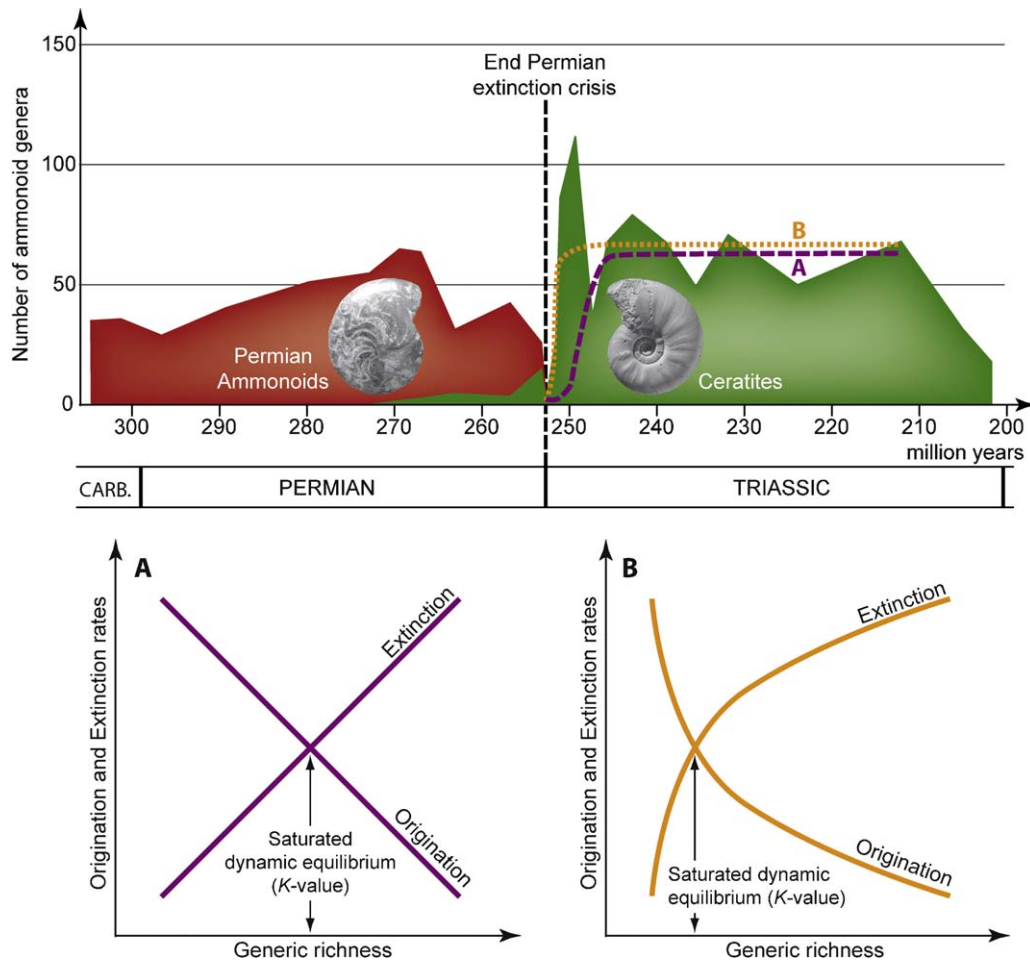 Number of ammonoid genera
150
100
50
0
End Permian
extinction crisis
B
A
Permian
Ammonoids
Ceratites
300
290
280
270
260
250
240
230
220
210
200
million years
CARB.
PERMIAN
TRIASSIC
A
Origination and Extinction rates
Extinction
Origination
Saturated
dynamic equilibrium
(K-value)
Generic richness
B
Origination and Extinction rates
Extinction
Origination
Saturated dynamic
equilibrium (K-value)
Generic richness